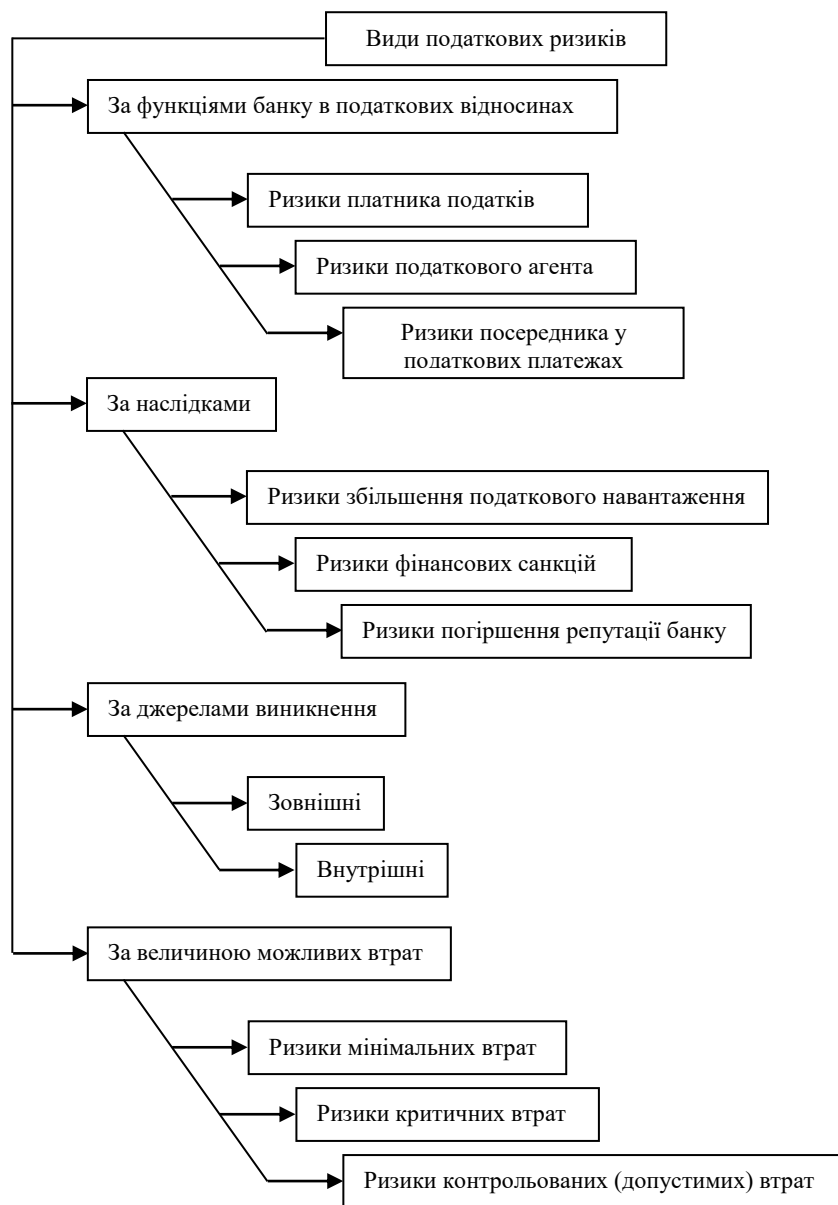 Види податкових ризиків
За функціями банку в податкових відносинах
Ризики платника податків
Ризики податкового агента
Ризики посередника у
податкових платежах
За наслідками
Ризики збільшення податкового навантаження
Ризики фінансових санкцій
Ризики погіршення репутації банку
За джерелами виникнення
Зовнішні
Внутрішні
За величиною можливих втрат
Ризики мінімальних втрат
Ризики критичних втрат
Ризики контрольованих (допустимих) втрат